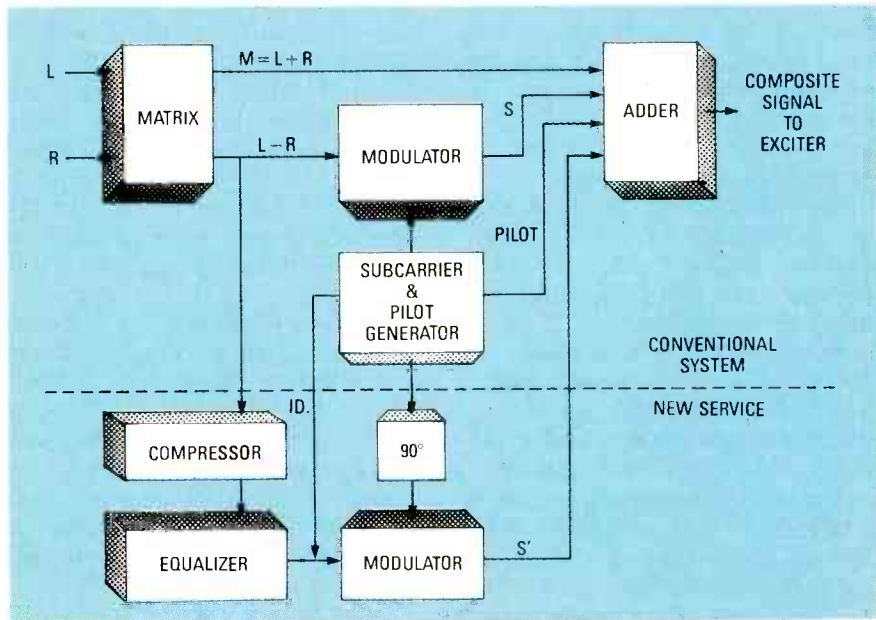 L
M = L + R
MATRIX
R
L − R
MODULATOR
S
ADDER
COMPOSITE
SIGNAL
TO
EXCITER
PILOT
SUBCARRIER
&
PILOT
GENERATOR
CONVENTIONAL
SYSTEM
ID.
NEW SERVICE
COMPRESSOR
90°
EQUALIZER
MODULATOR
S'